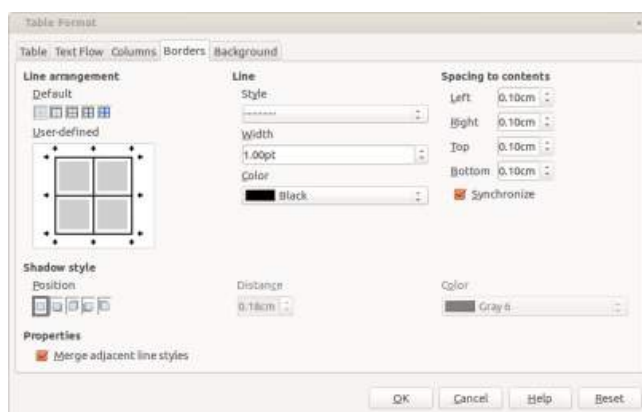 Table Format
Table Text Flow Columns Borders Background
Line arrangement
Default
User-defined
Line
Style
Width
1.00pt
Color
Black
Spacing to contents
Left 0.10cm
Right 0.10cm
Top 0.10cm
Bottom 0.10cm
Synchronize
Shadow style
Position
Distance
0.18cm
Color
Gray 6
Properties
Merge adjacent line styles
OK Cancel Help Reset